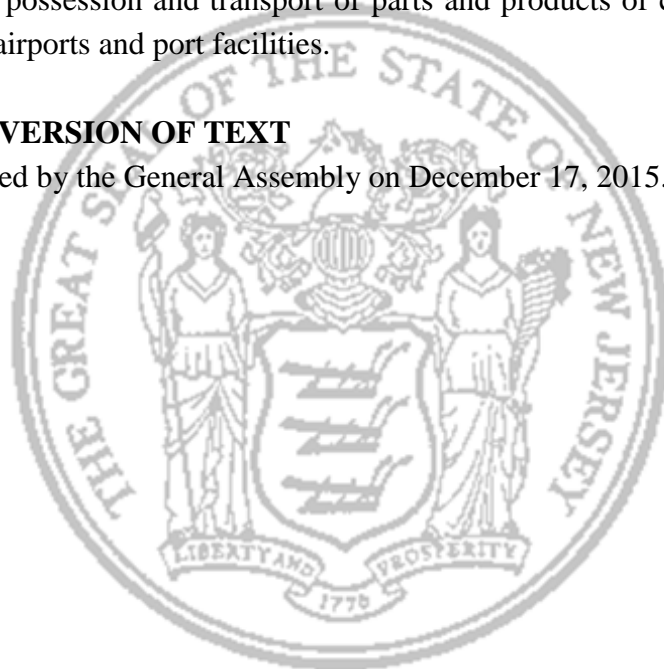 possession and transport of parts and products of c
airports and port facilities.
VERSION OF TEXT
ed by the General Assembly on December 17, 2015.
THE GREAT SEAL OF THE STATE OF NEW JERSEY
LIBERTY AND PROSPERITY
1776